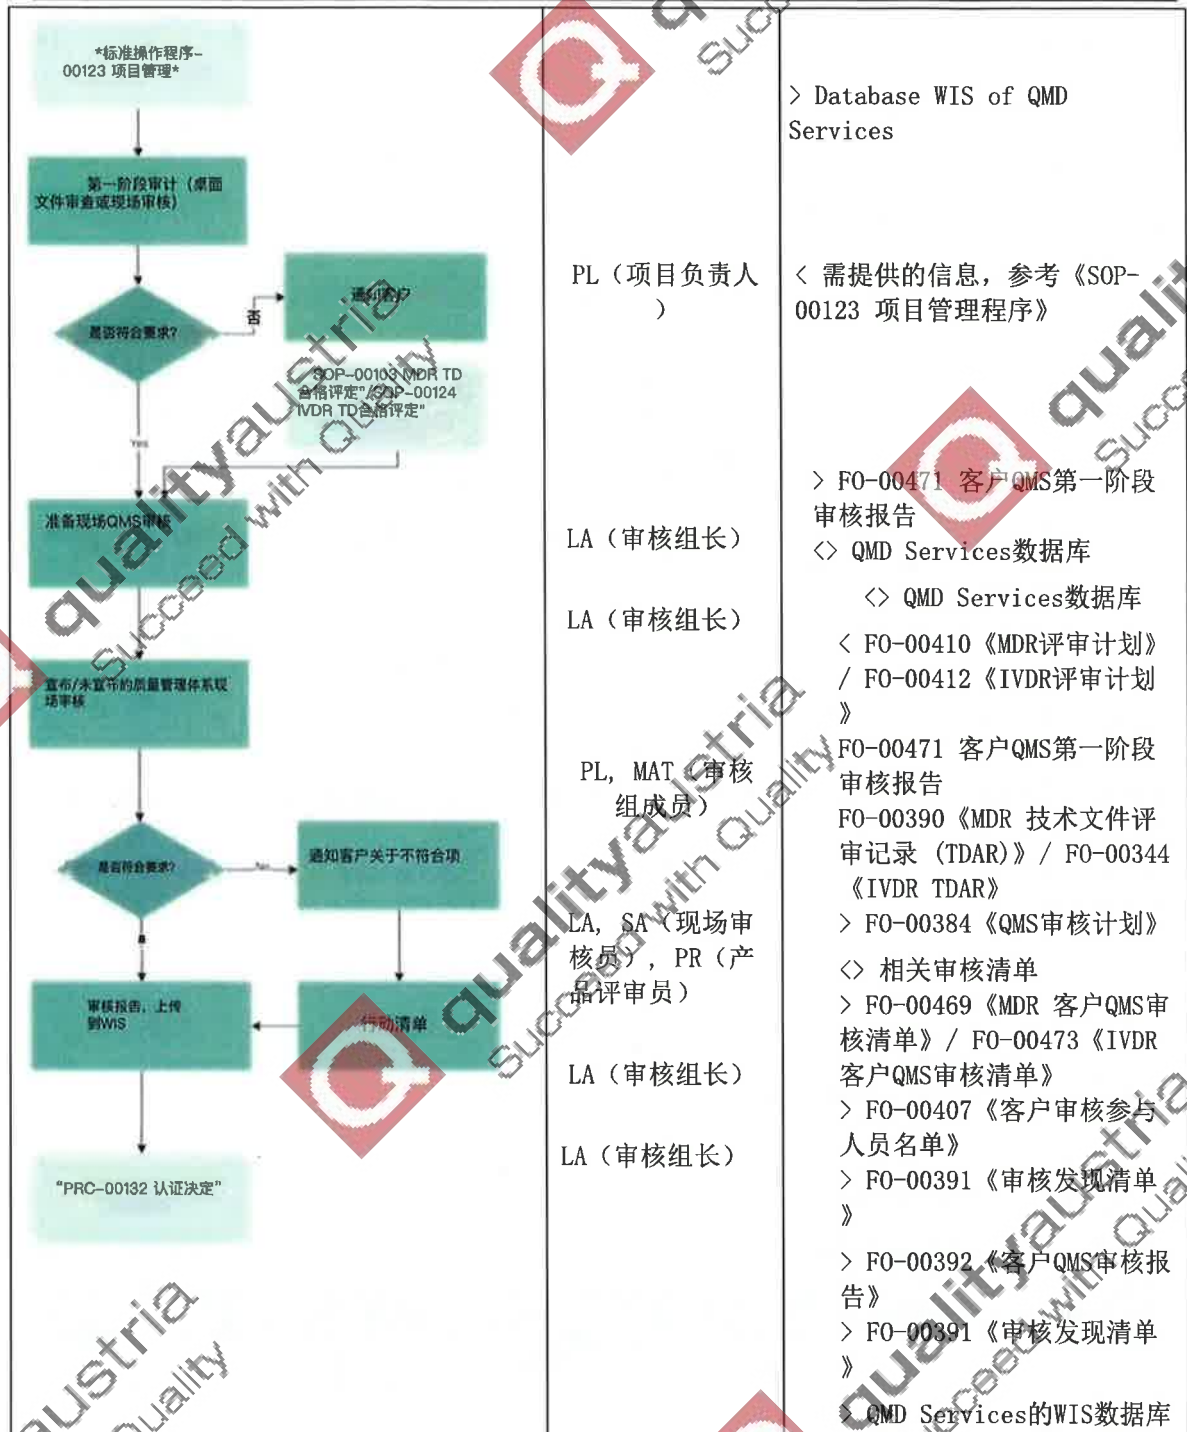 *标准操作程序-
00123 项目管理*
第一阶段审计（桌面
文件审查或现场审核）
是否符合要求?
否
通知客户
SOP-00103 MDR TD
合格评定"/SOP-00124
IVDR TD合格评定"
Yes
准备现场QMS审核
宣布/未宣布的质量管理体系现
场审核
是否符合要求?
No
通知客户关于不符合项
是
审核报告，上传
到WIS
行动清单
"PRC-00132 认证决定"
PL（项目负责人
）
LA（审核组长）
LA（审核组长）
PL, MAT（审核
组成员）
LA, SA（现场审
核员）, PR（产
品评审员）
LA（审核组长）
LA（审核组长）
> Database WIS of QMD
Services
< 需提供的信息，参考《SOP-
00123 项目管理程序》
> FO-00471 客户QMS第一阶段
审核报告
<> QMD Services数据库
<> QMD Services数据库
< FO-00410《MDR评审计划》
/ FO-00412《IVDR评审计划
》
FO-00471 客户QMS第一阶段
审核报告
FO-00390《MDR 技术文件评
审记录 (TDAR)》/ FO-00344
《IVDR TDAR》
> FO-00384《QMS审核计划》
<> 相关审核清单
> FO-00469《MDR 客户QMS审
核清单》/ FO-00473《IVDR
客户QMS审核清单》
> FO-00407《客户审核参与
人员名单》
> FO-00391《审核发现清单
》
> FO-00392《客户QMS审核报
告》
> FO-00391《审核发现清单
》
> QMD Services的WIS数据库
qualityaustria
Succeed with Quality
qualityaustria
Succeed with Quality
qualityaustria
Succeed with Quality